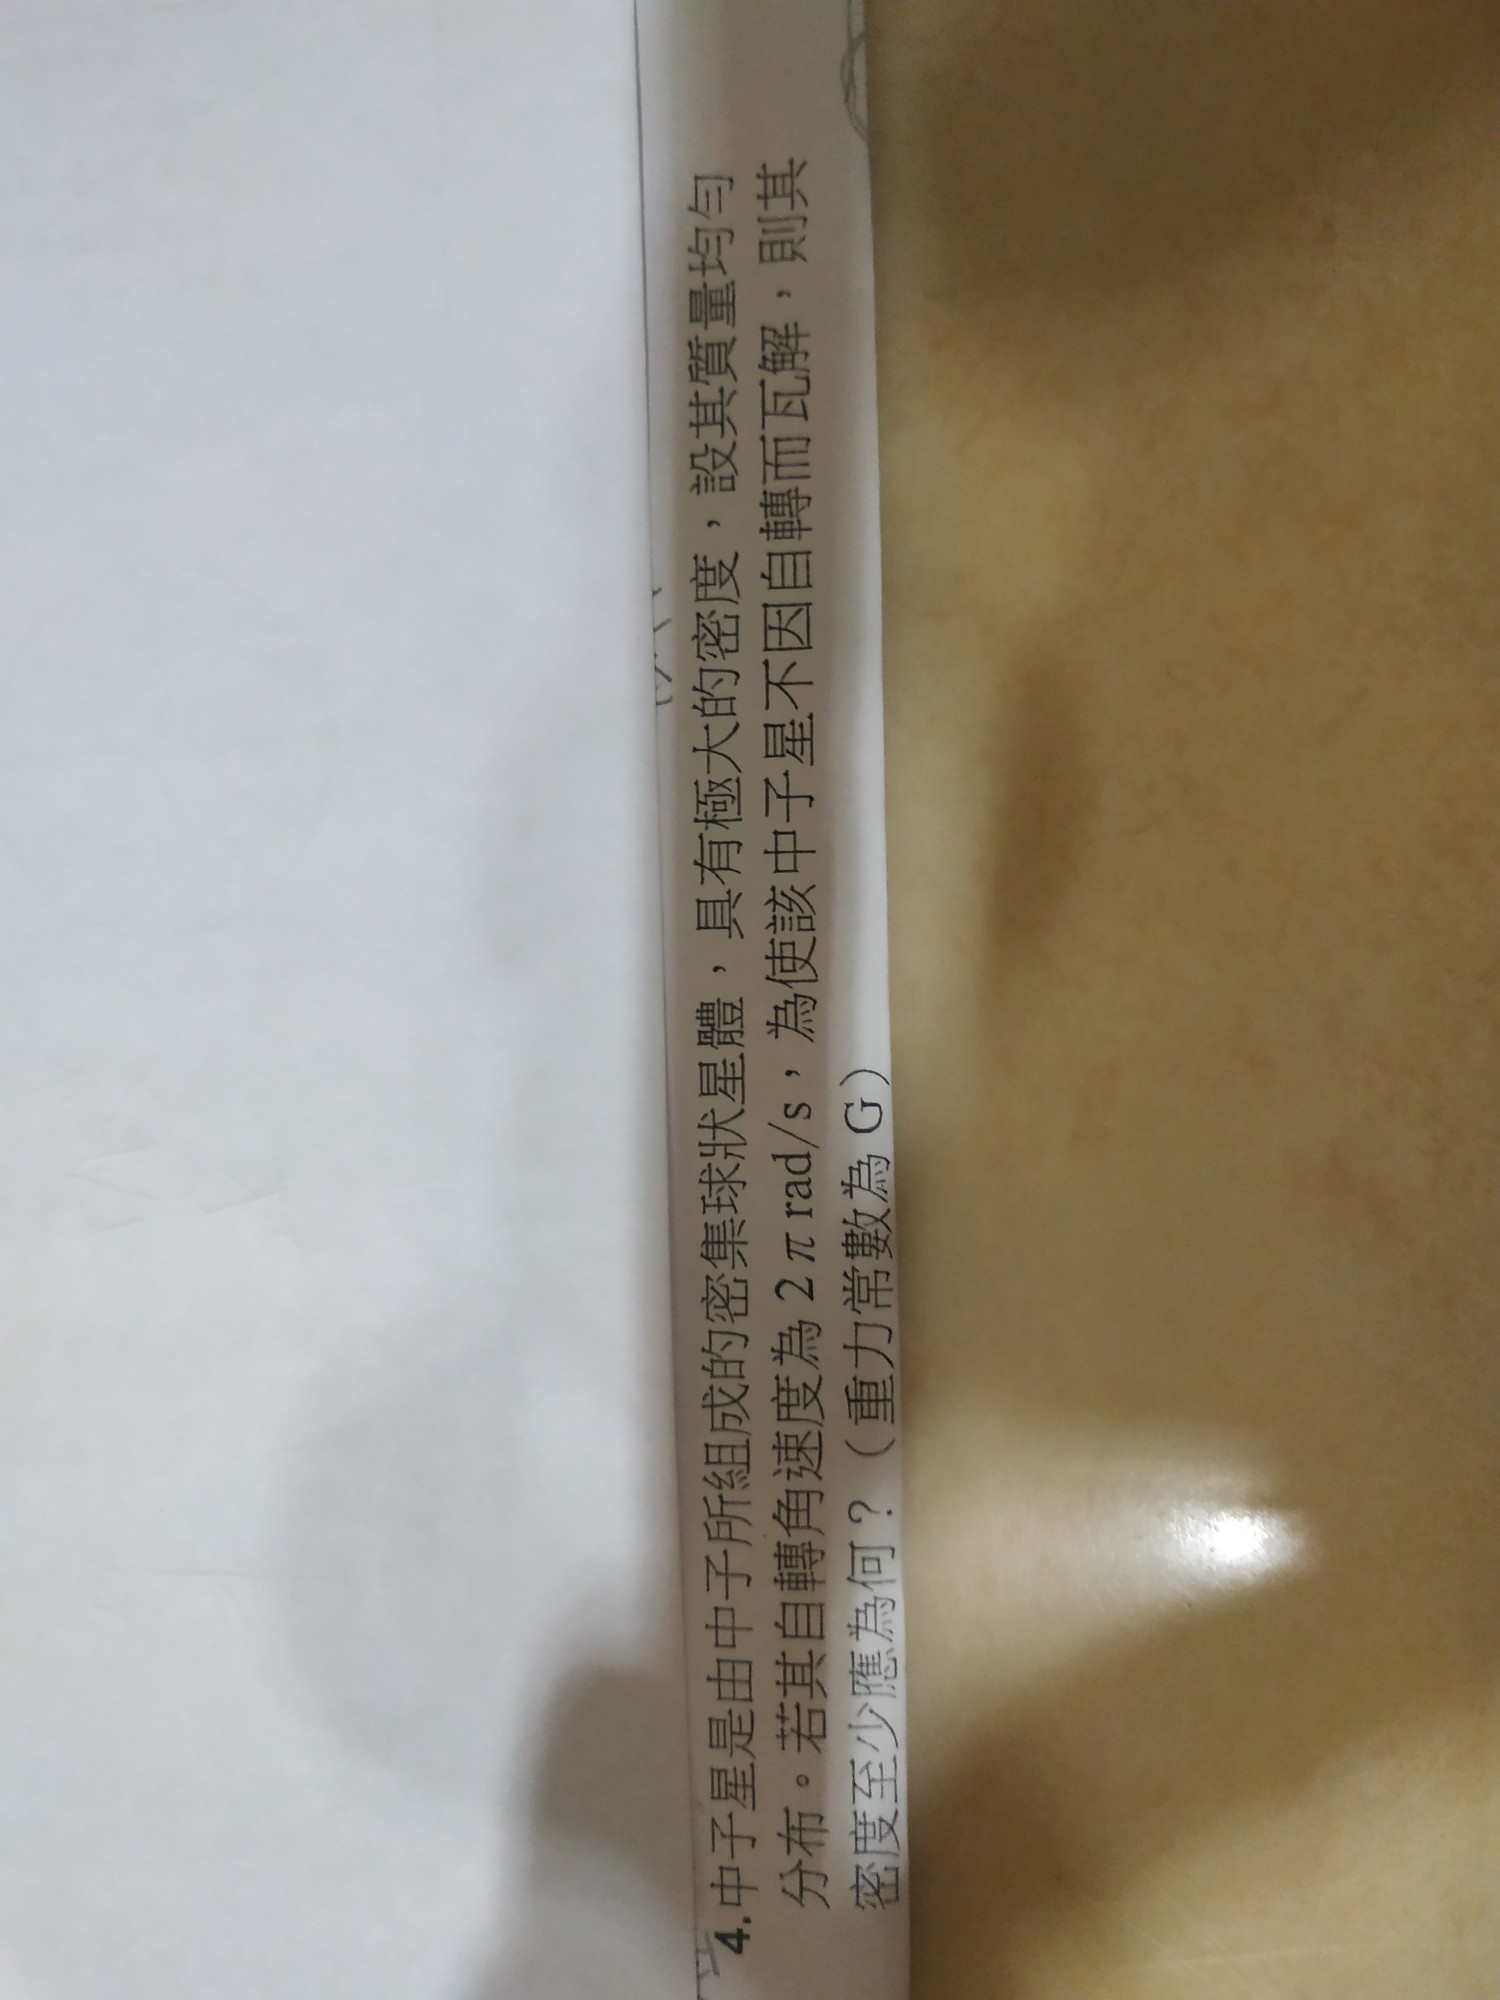 4.中子星是由中子所組成的密集球狀星體，具有極大的密度，設其質量均勻
分布。若其自轉角速度為 2 π rad/s，為使該中子星不因自轉而瓦解，則其
密度至少應為何？（重力常數為 G）